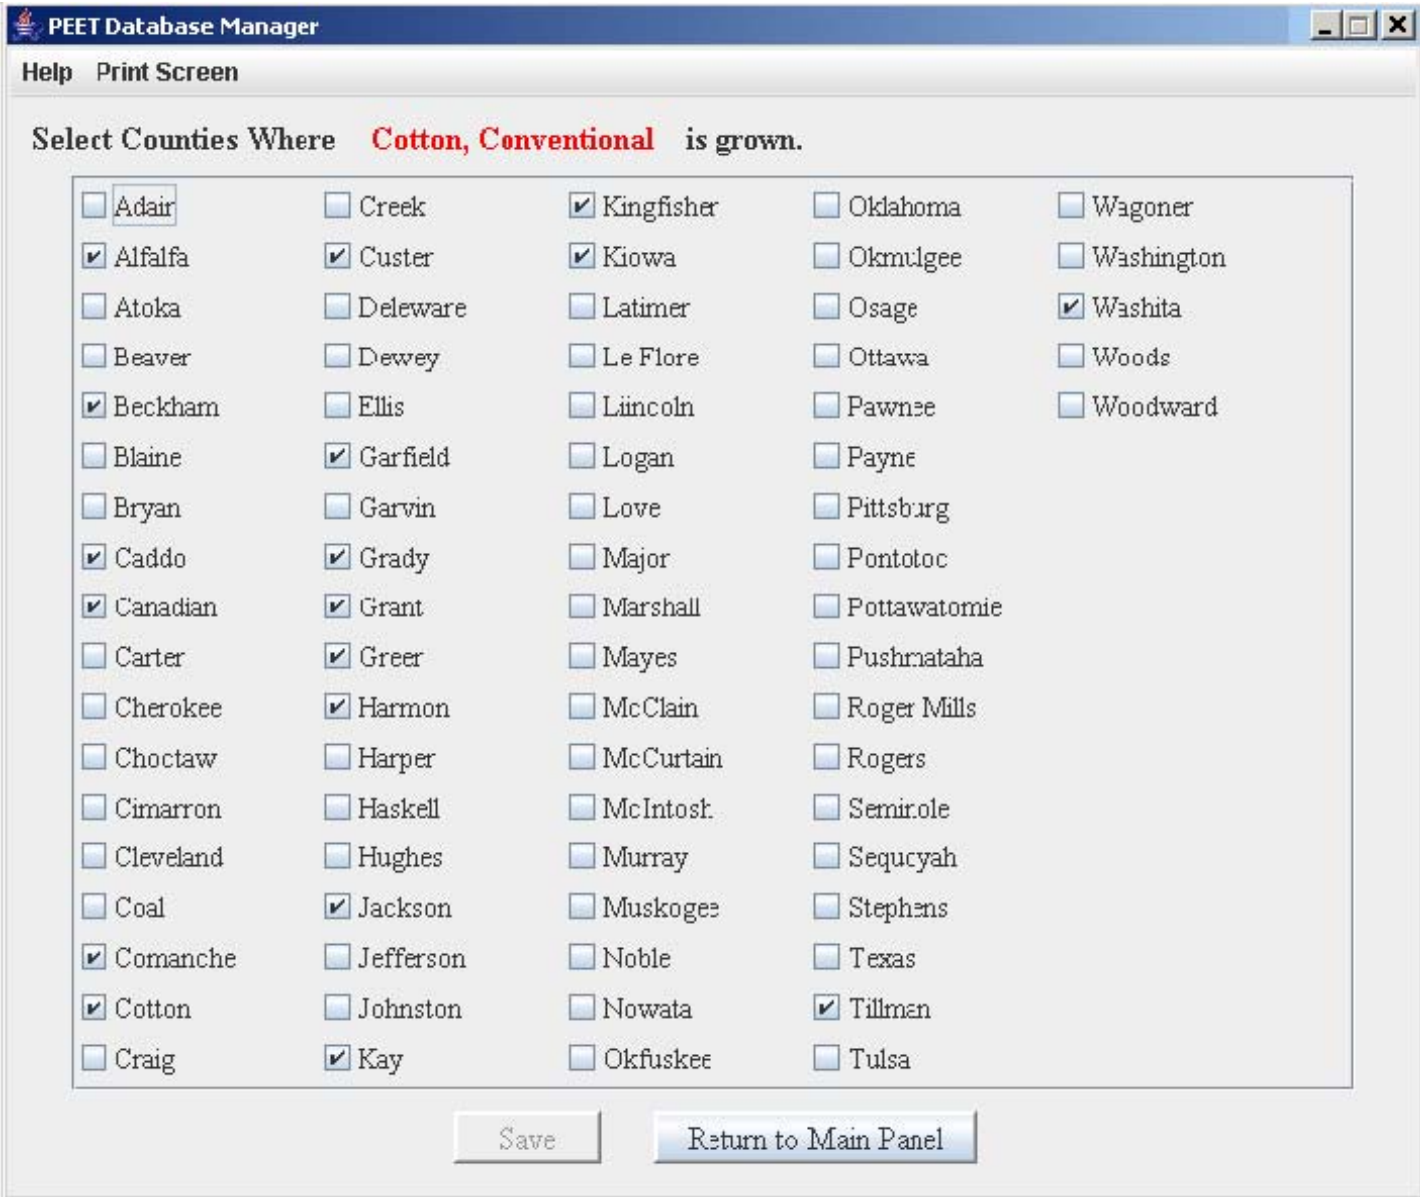 PEET Database Manager
Help Print Screen
Select Counties Where Cotton, Conventional is grown.
Adair Creek Kingfisher Oklahoma Wagoner
Alfalfa Custer Kiowa Okmulgee Washington
Atoka Deleware Latimer Osage Washita
Beaver Dewey Le Flore Ottawa Woods
Beckham Ellis Liincoln Pawnee Woodward
Blaine Garfield Logan Payne
Bryan Garvin Love Pittsburg
Caddo Grady Major Pontotoc
Canadian Grant Marshall Pottawatomie
Carter Greer Mayes Pushmataha
Cherokee Harmon McClain Roger Mills
Choctaw Harper McCurtain Rogers
Cimarron Haskell McIntosh Seminole
Cleveland Hughes Murray Sequoyah
Coal Jackson Muskogee Stephens
Comanche Jefferson Noble Texas
Cotton Johnston Nowata Tillman
Craig Kay Okfuskee Tulsa
Save Return to Main Panel